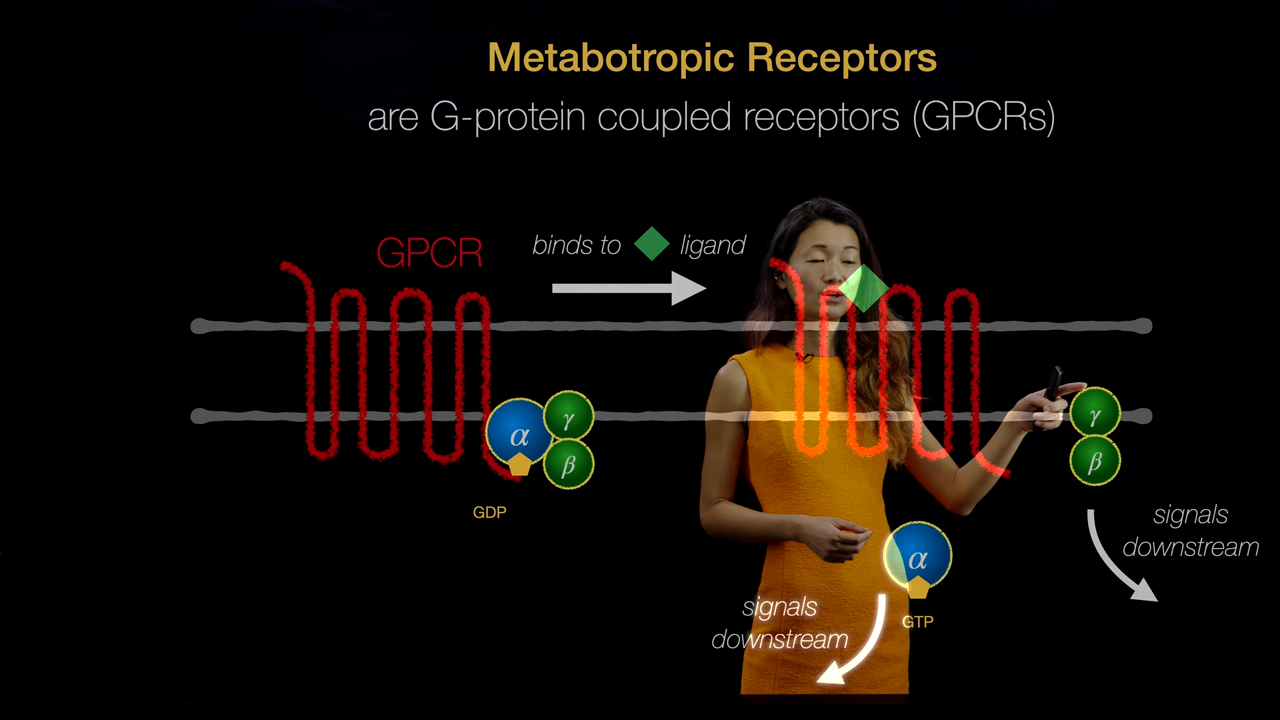 Metabotropic Receptors
are G-protein coupled receptors (GPCRs)
GPCR
binds to ligand
α
γ
β
GDP
γ
β
α
GTP
signals
downstream
signals
downstream